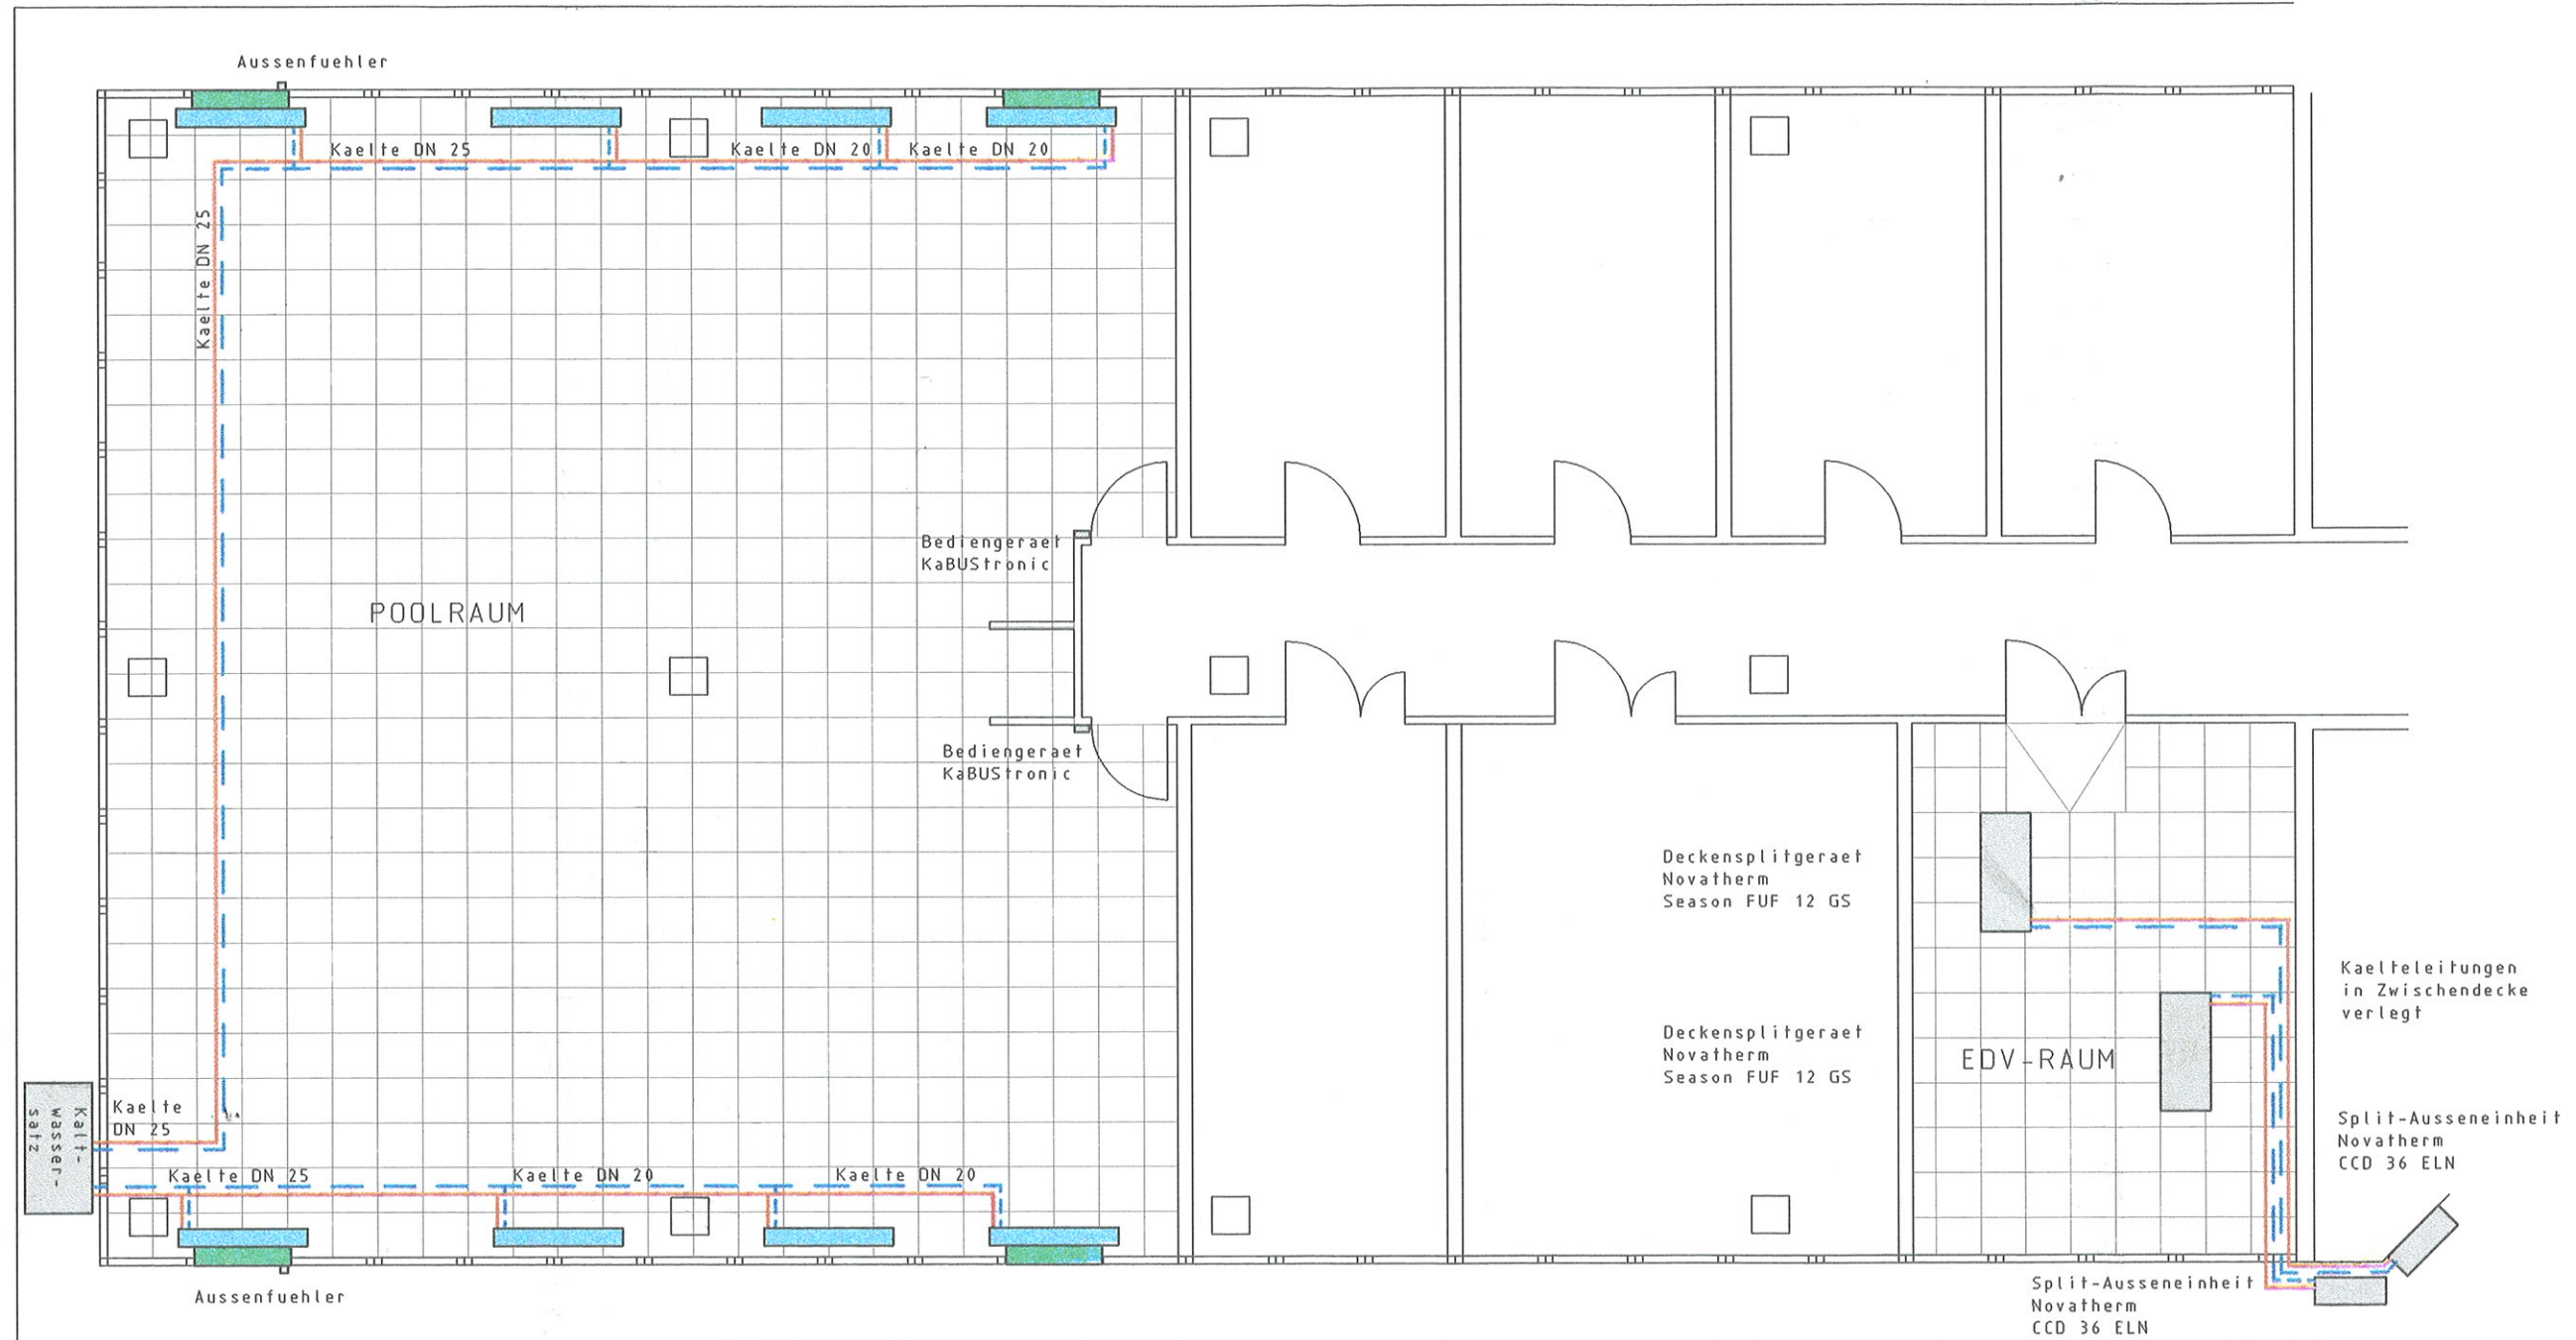 Aussenfuehler
Kaelte DN 25
Kaelte DN 20
Kaelte DN 20
Kaelte DN 25
Bediengeraet
KaBUStronic
POOLRAUM
Bediengeraet
KaBUStronic
Deckensplitgeraet
Novatherm
Season FUF 12 GS
Kaelteleitungen
in Zwischendecke
verlegt
Deckensplitgeraet
Novatherm
Season FUF 12 GS
EDV-RAUM
Kalt-
wasser-
satz
Kaelte
DN 25
Split-Ausseneinheit
Novatherm
CCD 36 ELN
Kaelte DN 25
Kaelte DN 20
Kaelte DN 20
Aussenfuehler
Split-Ausseneinheit
Novatherm
CCD 36 ELN